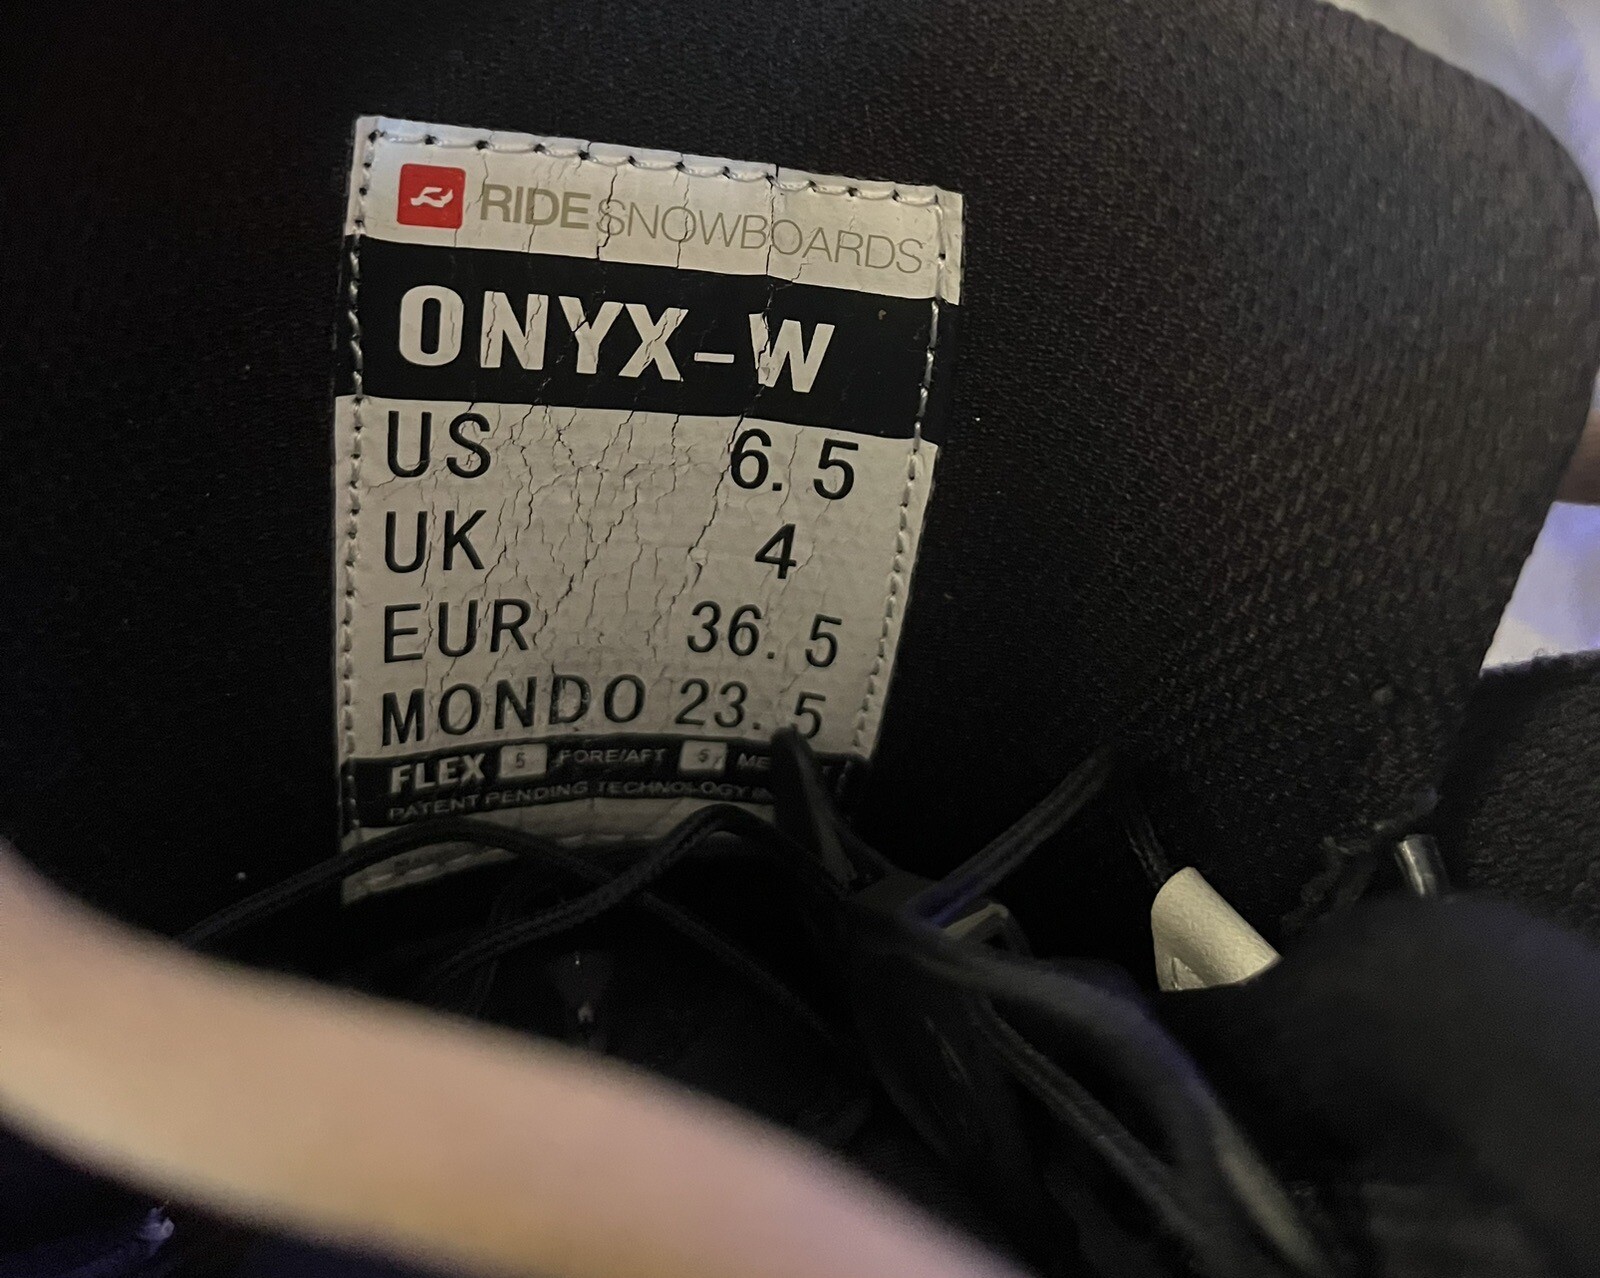 RIDE SNOWBOARDS
ONYX-W
US 6.5
UK 4
EUR 36.5
MONDO 23.5
FLEX 5 FORE/AFT 5
PATENT PENDING TECHNOLOGY